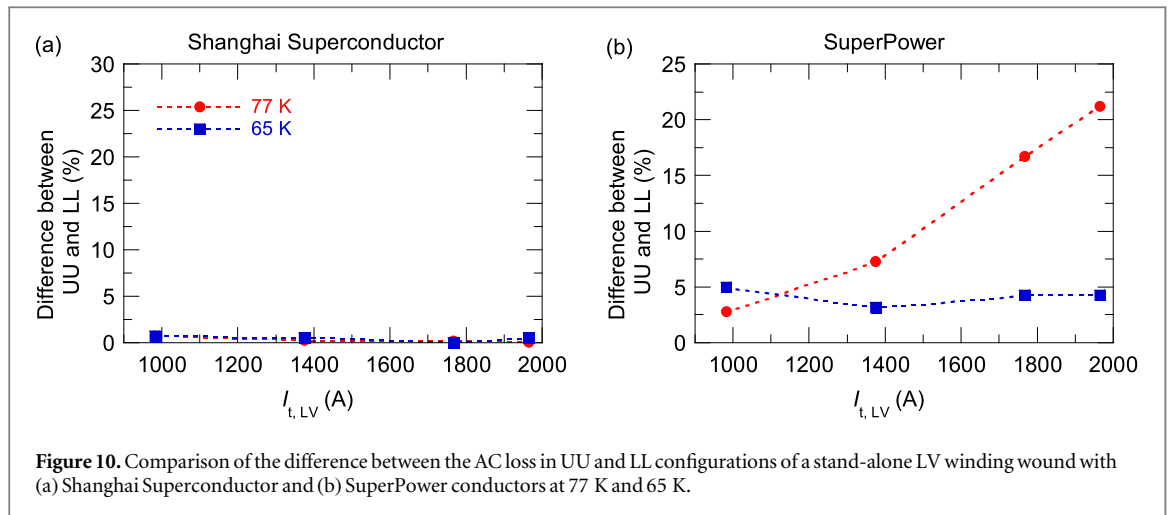 (a)
Shanghai Superconductor
30
25
20
15
10
5
0
Difference between
UU and LL (%)
77 K
65 K
1000 1200 1400 1600 1800 2000
I t, LV (A)
(b)
SuperPower
25
20
15
10
5
0
Difference between
UU and LL (%)
1000 1200 1400 1600 1800 2000
I t, LV (A)
Figure 10. Comparison of the difference between the AC loss in UU and LL configurations of a stand-alone LV winding wound with
(a) Shanghai Superconductor and (b) SuperPower conductors at 77 K and 65 K.